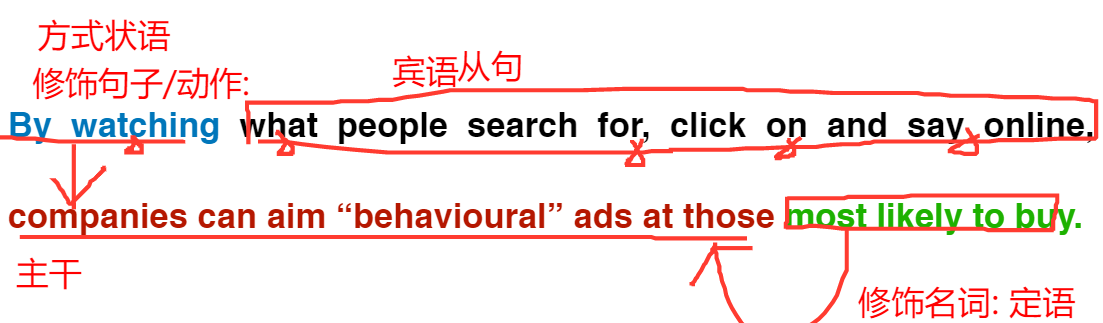 方式状语
修饰句子/动作:
宾语从句
By watching what people search for, click on and say online,
companies can aim “behavioural” ads at those most likely to buy.
主干
修饰名词: 定语